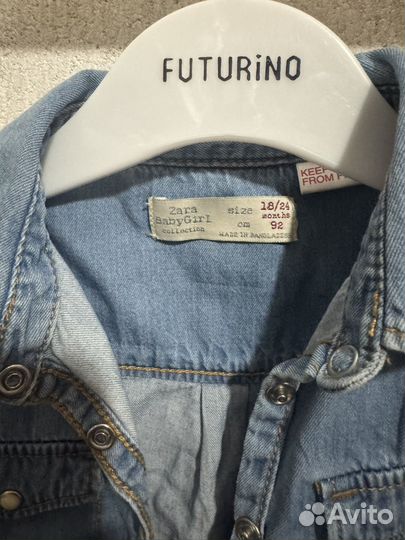 FUTURiNO
KEEP
FROM F
Zara
BabyGirl
collection
size
cm
18/24
months
92
MADE IN BANGLADESH
Avito